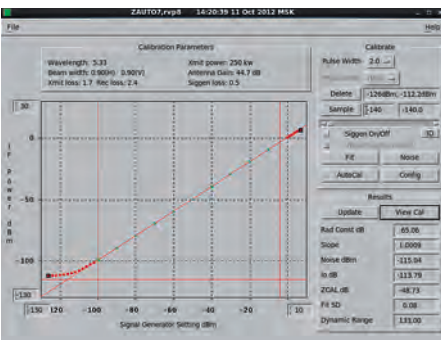 ZAUTO7,rvp8 14:20:39 11 Oct 2012 MSK
File
Help
Calibration Parameters
Wavelength: 5.33
Xmit power: 250 kw
Beam width: 0.90(H) 0.90(V)
Antenna Gain: 44.7 dB
Xmit loss: 1.7 Rec loss: 2.4
Siggen loss: 0.5
Calibrate
Pulse Width 2.0
Delete
-126dBm, -112.2dBm
Sample
-140
-140.0
Siggen On/Off
Fit
Noise
AutoCal
Config
Results
Update
View Cal
Rad Const dB 65.06
Slope 1.0009
Noise dBm -115.04
Io dB -113.79
ZCAL dB -48.73
Fit SD 0.08
Dynamic Range 131.00
IF Power dBm
30
0
-50
-100
-130
-130 120 -100 -80 -60 -40 -20 10
Signal Generator Setting dBm